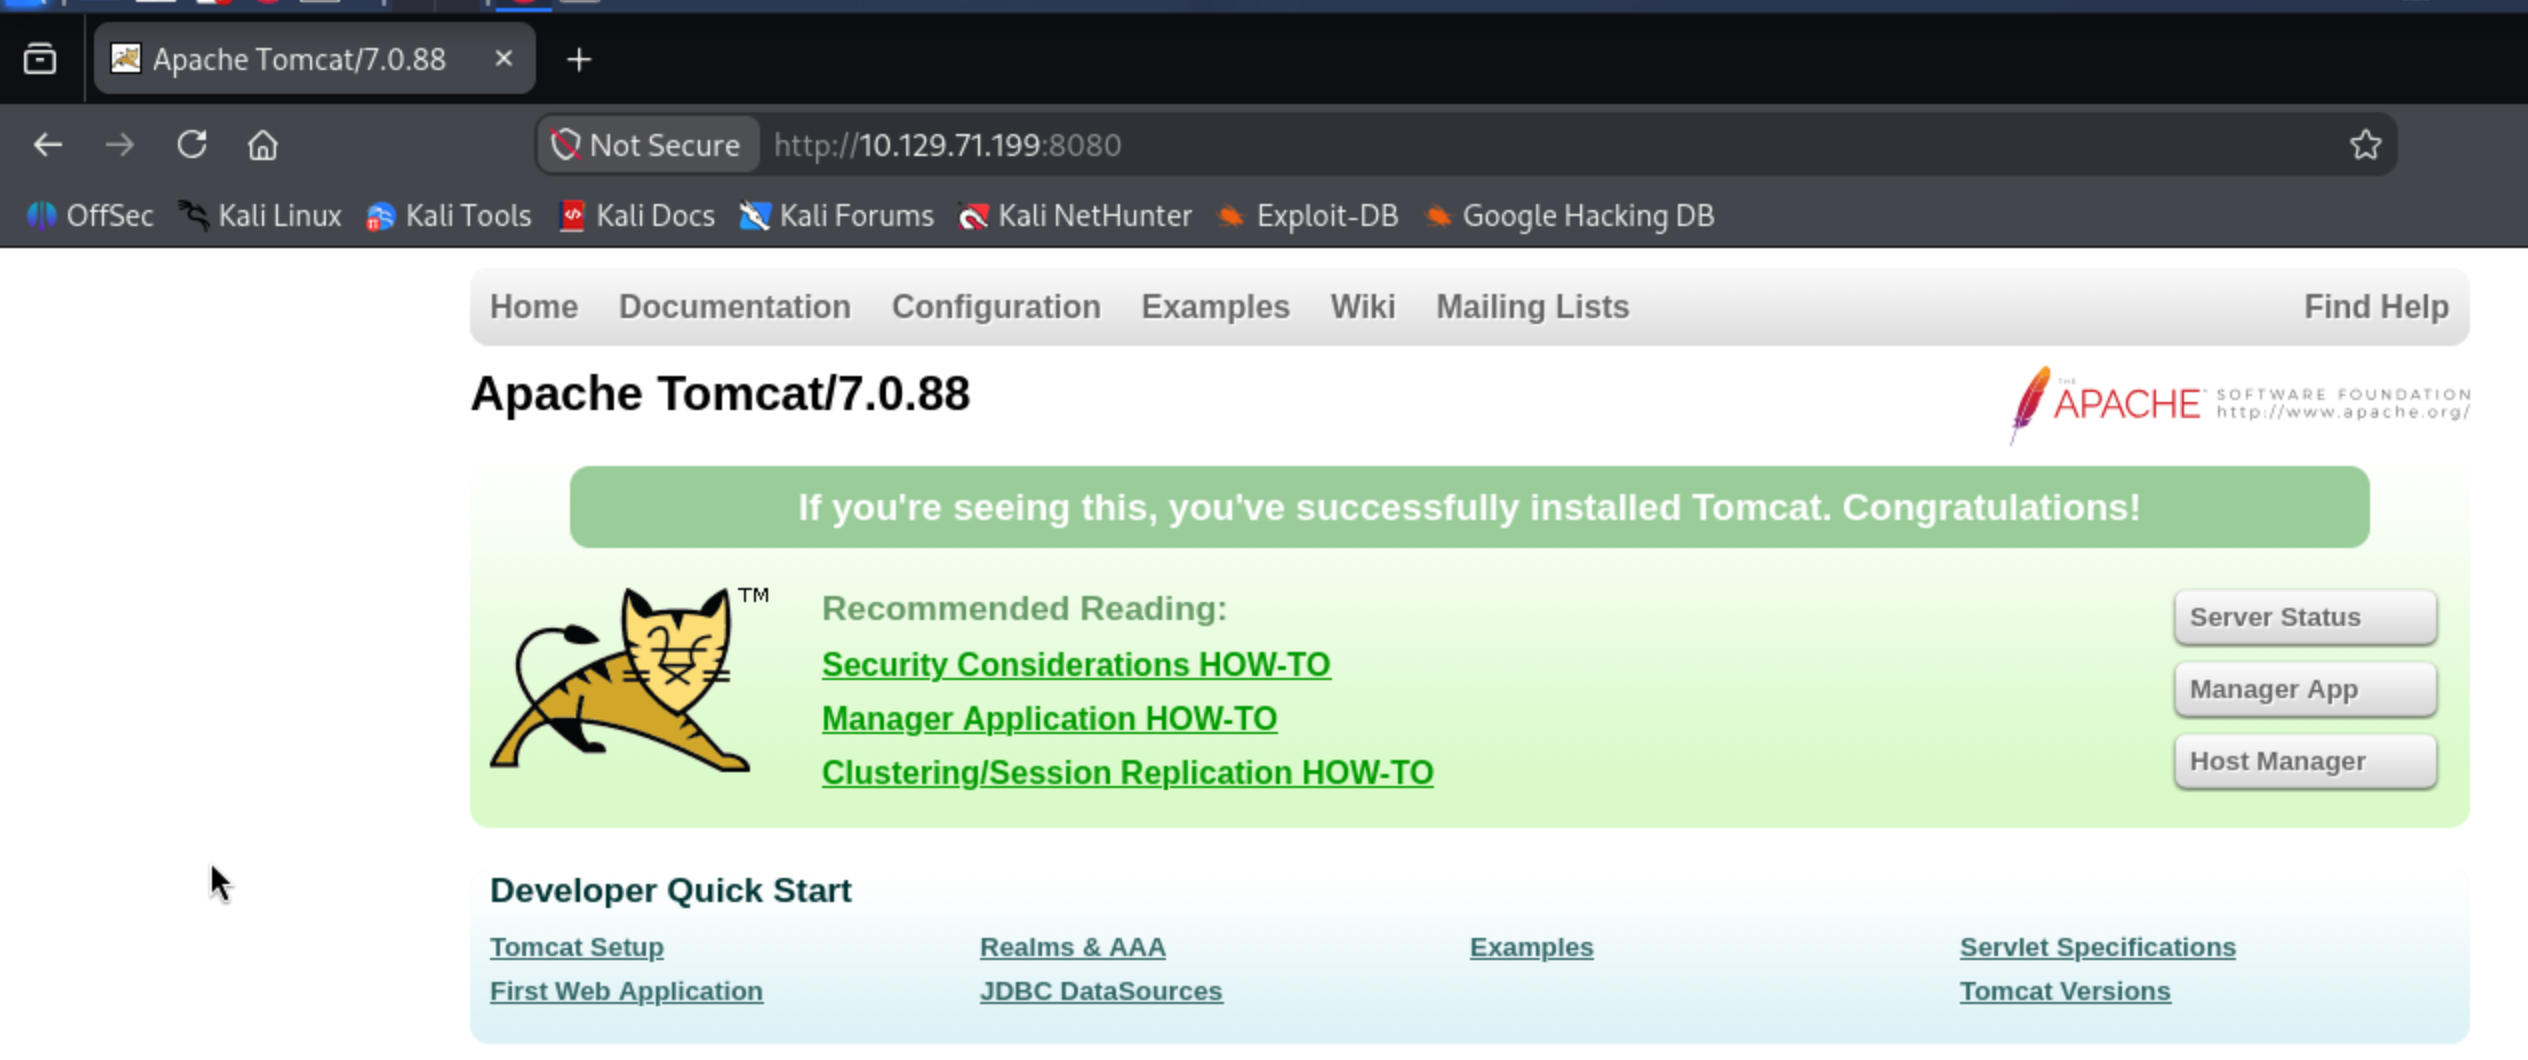 Apache Tomcat/7.0.88
Not Secure http://10.129.71.199:8080
OffSec Kali Linux Kali Tools Kali Docs Kali Forums Kali NetHunter Exploit-DB Google Hacking DB
Home Documentation Configuration Examples Wiki Mailing Lists Find Help
Apache Tomcat/7.0.88
THE
APACHE SOFTWARE FOUNDATION
http://www.apache.org/
If you're seeing this, you've successfully installed Tomcat. Congratulations!
TM
Recommended Reading:
Security Considerations HOW-TO
Manager Application HOW-TO
Clustering/Session Replication HOW-TO
Server Status
Manager App
Host Manager
Developer Quick Start
Tomcat Setup Realms & AAA Examples Servlet Specifications
First Web Application JDBC DataSources Tomcat Versions